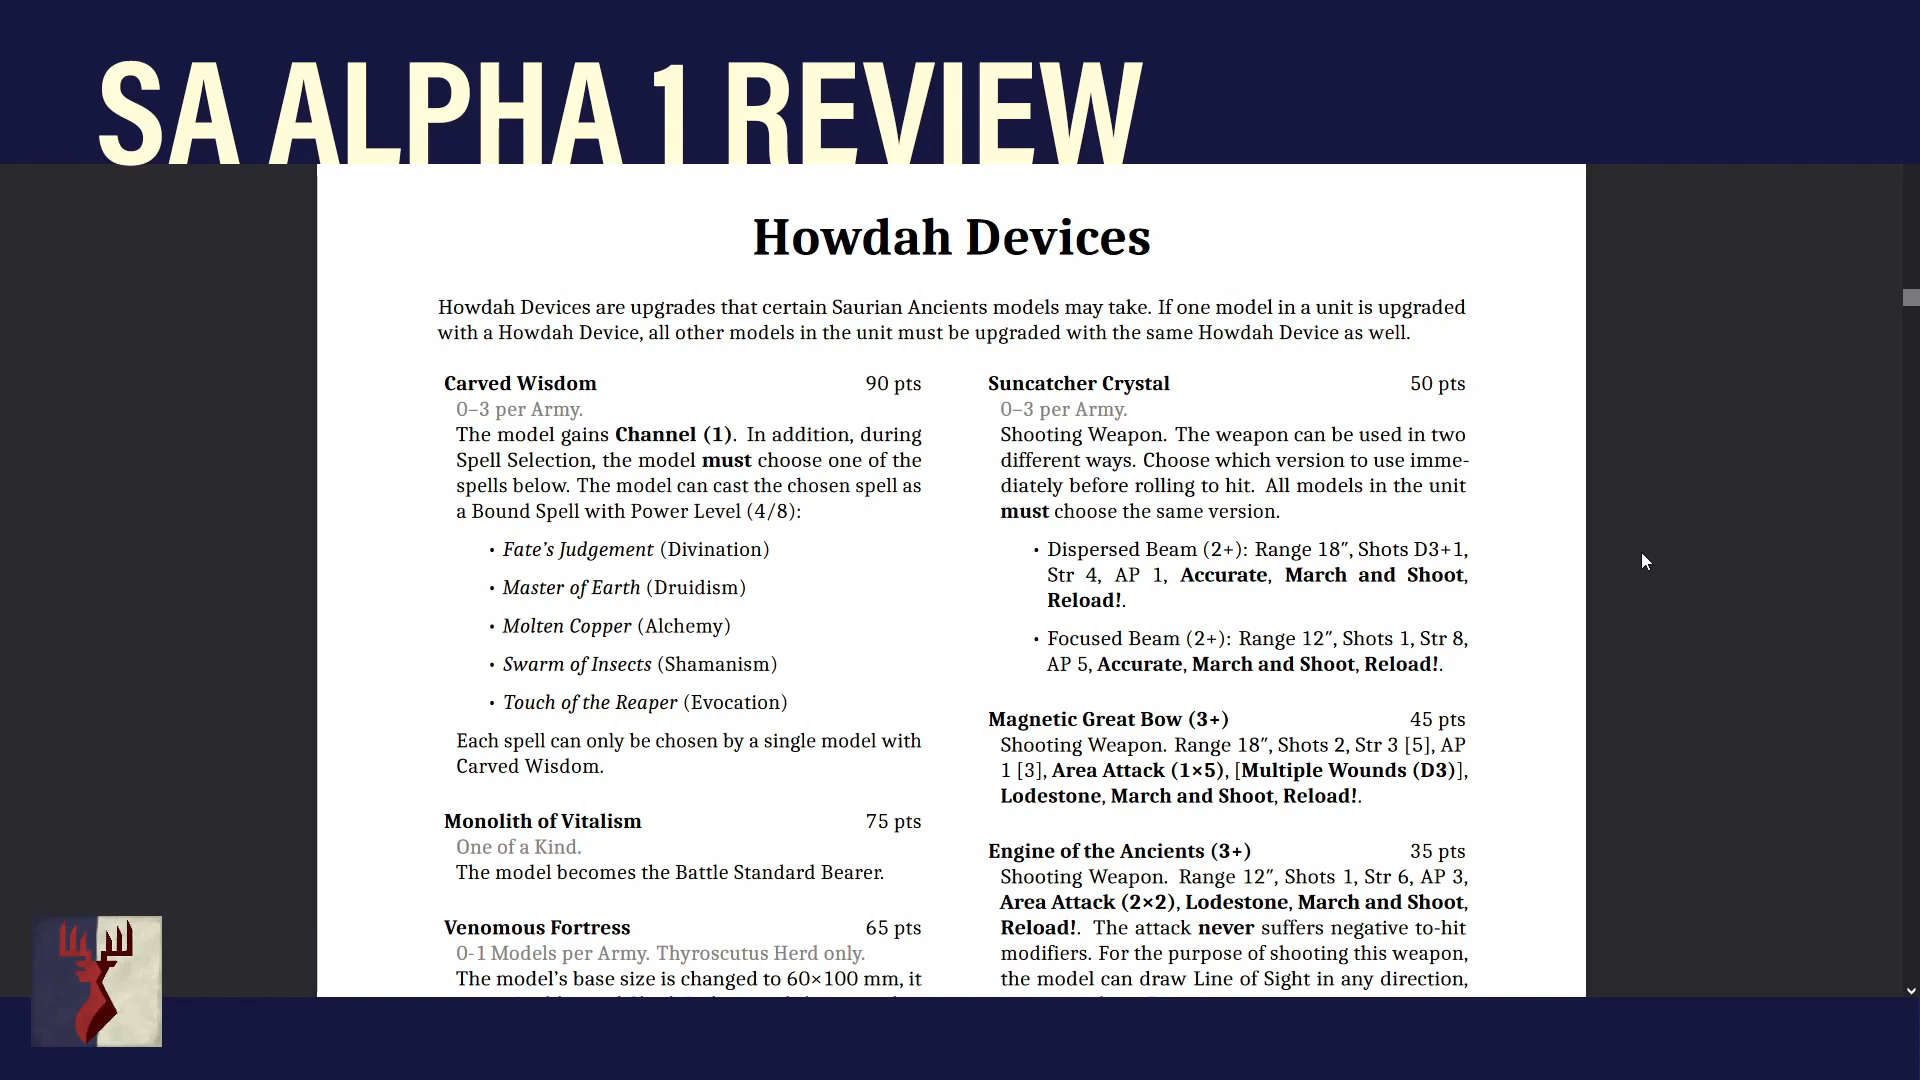 SA ALPHA 1 REVIEW
Howdah Devices
Howdah Devices are upgrades that certain Saurian Ancients models may take. If one model in a unit is upgraded
with a Howdah Device, all other models in the unit must be upgraded with the same Howdah Device as well.
Carved Wisdom 90 pts
0–3 per Army.
The model gains Channel (1). In addition, during
Spell Selection, the model must choose one of the
spells below. The model can cast the chosen spell as
a Bound Spell with Power Level (4/8):
• Fate’s Judgement (Divination)
• Master of Earth (Druidism)
• Molten Copper (Alchemy)
• Swarm of Insects (Shamanism)
• Touch of the Reaper (Evocation)
Each spell can only be chosen by a single model with
Carved Wisdom.
Monolith of Vitalism 75 pts
One of a Kind.
The model becomes the Battle Standard Bearer.
Venomous Fortress 65 pts
0-1 Models per Army. Thyroscutus Herd only.
The model’s base size is changed to 60×100 mm, it
Suncatcher Crystal 50 pts
0–3 per Army.
Shooting Weapon. The weapon can be used in two
different ways. Choose which version to use imme-
diately before rolling to hit. All models in the unit
must choose the same version.
• Dispersed Beam (2+): Range 18″, Shots D3+1,
Str 4, AP 1, Accurate, March and Shoot,
Reload!.
• Focused Beam (2+): Range 12″, Shots 1, Str 8,
AP 5, Accurate, March and Shoot, Reload!.
Magnetic Great Bow (3+) 45 pts
Shooting Weapon. Range 18″, Shots 2, Str 3 [5], AP
1 [3], Area Attack (1×5), [Multiple Wounds (D3)],
Lodestone, March and Shoot, Reload!.
Engine of the Ancients (3+) 35 pts
Shooting Weapon. Range 12″, Shots 1, Str 6, AP 3,
Area Attack (2×2), Lodestone, March and Shoot,
Reload!. The attack never suffers negative to-hit
modifiers. For the purpose of shooting this weapon,
the model can draw Line of Sight in any direction,